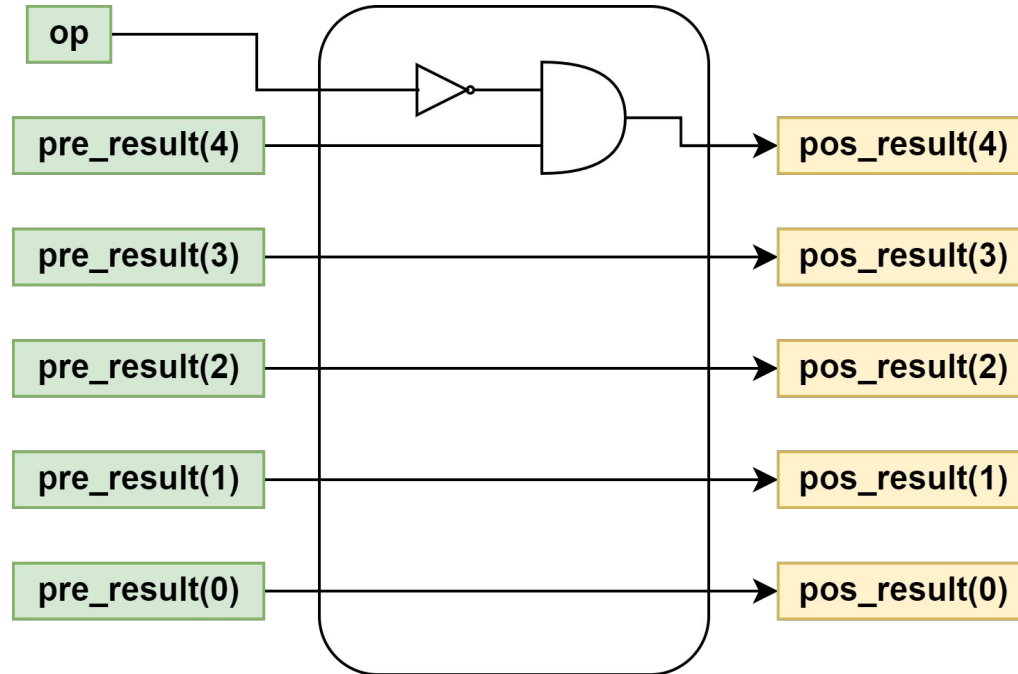 op
pre_result(4) pos_result(4)
pre_result(3) pos_result(3)
pre_result(2) pos_result(2)
pre_result(1) pos_result(1)
pre_result(0) pos_result(0)